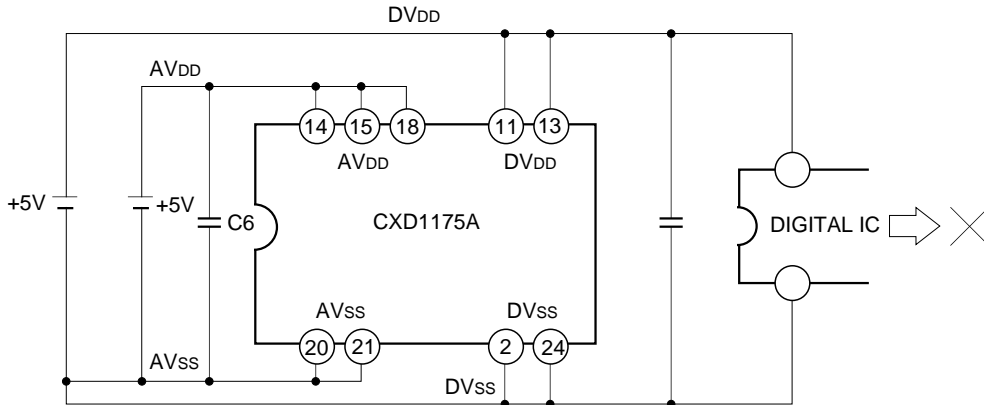 DVDD
AVDD
14 15 18 11 13
AVDD DVDD
+5V +5V C6 CXD1175A DIGITAL IC
AVSS DVSS
20 21 2 24
AVSS
DVSS